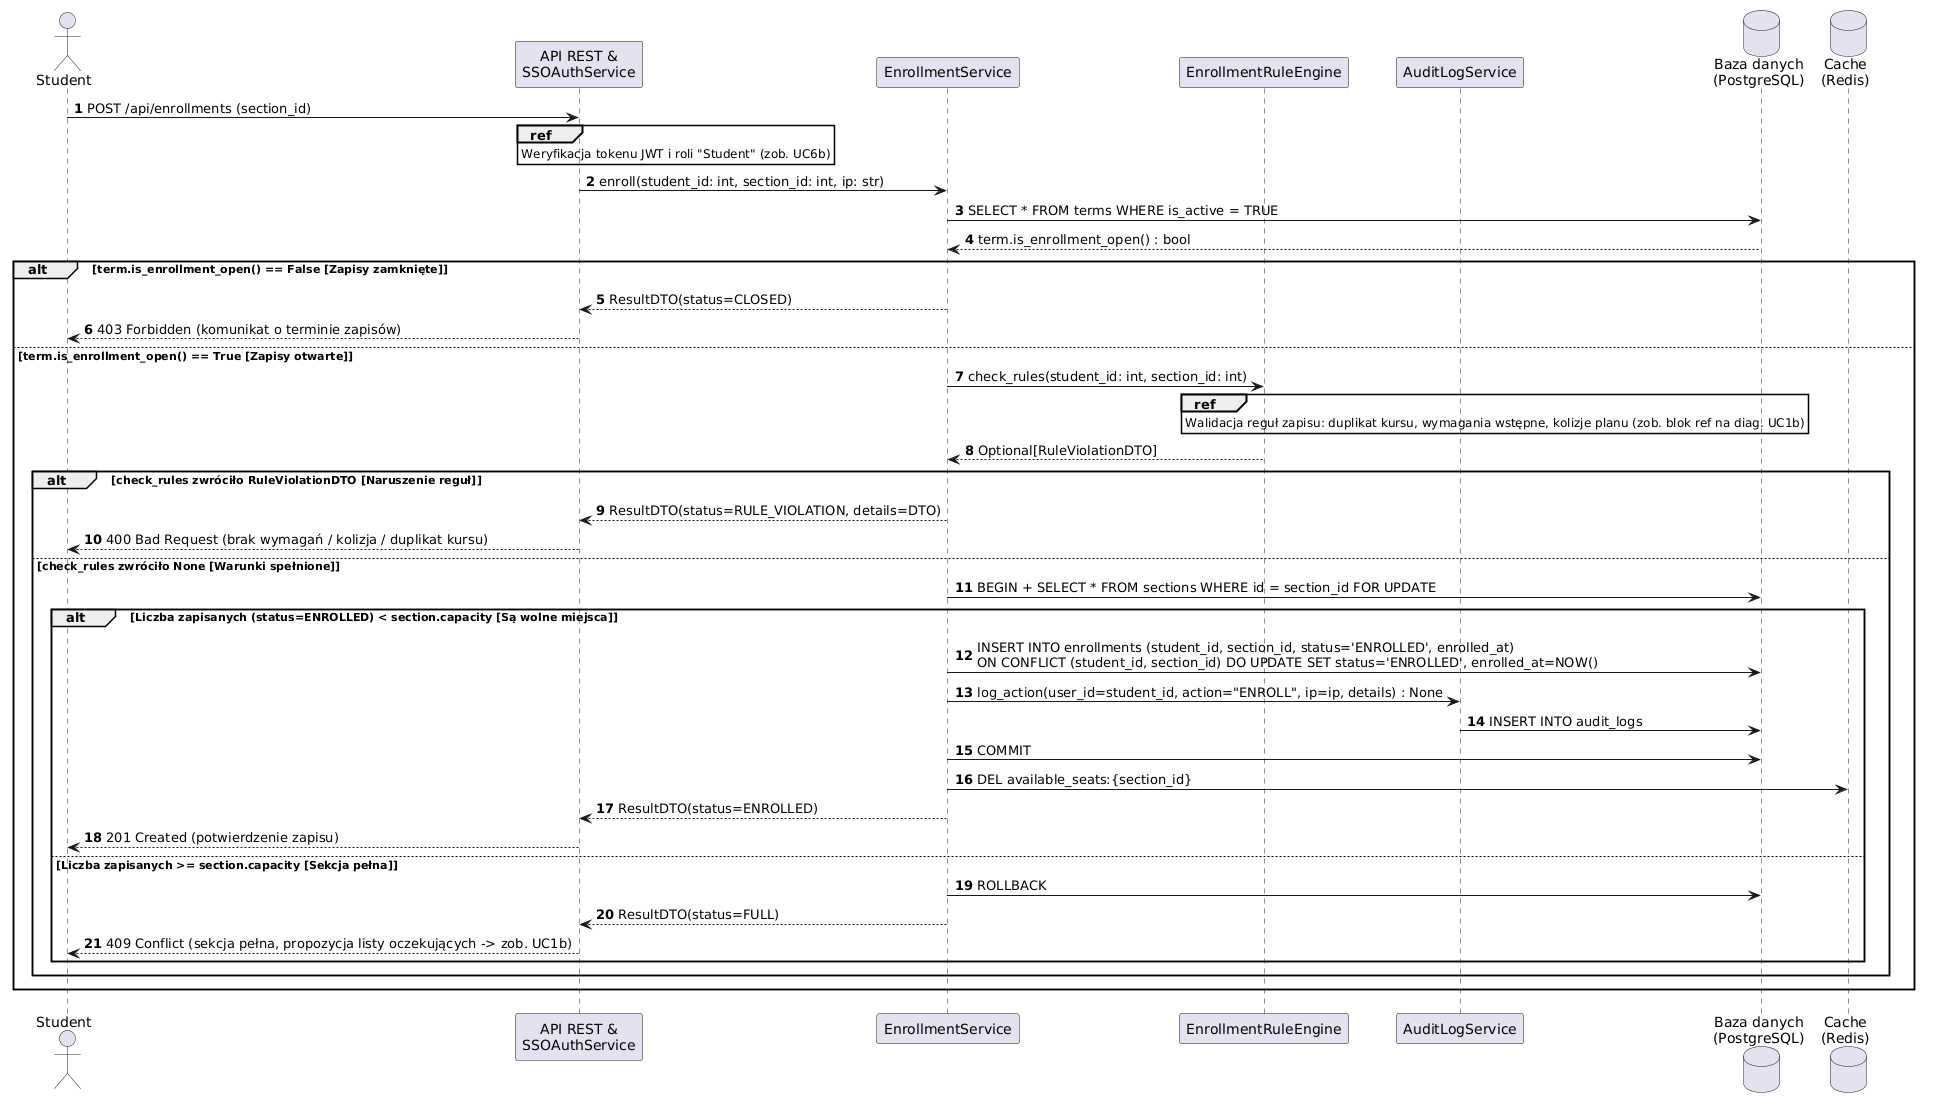 Student
API REST &
SSOAuthService
EnrollmentService
EnrollmentRuleEngine
AuditLogService
Baza danych
(PostgreSQL)
Cache
(Redis)
1 POST /api/enrollments (section_id)
ref
Weryfikacja tokenu JWT i roli "Student" (zob. UC6b)
2 enroll(student_id: int, section_id: int, ip: str)
3 SELECT * FROM terms WHERE is_active = TRUE
4 term.is_enrollment_open() : bool
alt [term.is_enrollment_open() == False [Zapisy zamknięte]]
5 ResultDTO(status=CLOSED)
6 403 Forbidden (komunikat o terminie zapisów)
[term.is_enrollment_open() == True [Zapisy otwarte]]
7 check_rules(student_id: int, section_id: int)
ref
Walidacja reguł zapisu: duplikat kursu, wymagania wstępne, kolizje planu (zob. blok ref na diag. UC1b)
8 Optional[RuleViolationDTO]
alt [check_rules zwróciło RuleViolationDTO [Naruszenie reguł]]
9 ResultDTO(status=RULE_VIOLATION, details=DTO)
10 400 Bad Request (brak wymagań / kolizja / duplikat kursu)
[check_rules zwróciło None [Warunki spełnione]]
11 BEGIN + SELECT * FROM sections WHERE id = section_id FOR UPDATE
alt [Liczba zapisanych (status=ENROLLED) < section.capacity [Są wolne miejsca]]
12 INSERT INTO enrollments (student_id, section_id, status='ENROLLED', enrolled_at)
ON CONFLICT (student_id, section_id) DO UPDATE SET status='ENROLLED', enrolled_at=NOW()
13 log_action(user_id=student_id, action="ENROLL", ip=ip, details) : None
14 INSERT INTO audit_logs
15 COMMIT
16 DEL available_seats:{section_id}
17 ResultDTO(status=ENROLLED)
18 201 Created (potwierdzenie zapisu)
[Liczba zapisanych >= section.capacity [Sekcja pełna]]
19 ROLLBACK
20 ResultDTO(status=FULL)
21 409 Conflict (sekcja pełna, propozycja listy oczekujących -> zob. UC1b)
Student
API REST &
SSOAuthService
EnrollmentService
EnrollmentRuleEngine
AuditLogService
Baza danych
(PostgreSQL)
Cache
(Redis)